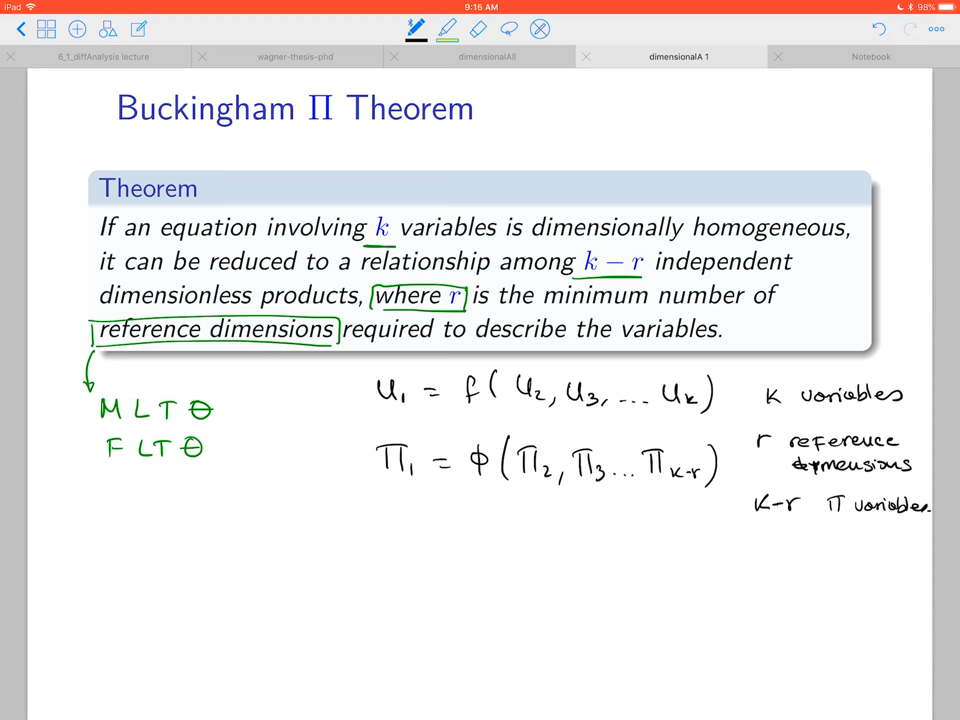 iPad 9:16 AM 98%
6_1_diffAnalysis lecture wagner-thesis-phd dimensionalAll dimensionalA 1 Notebook
Buckingham Π Theorem
Theorem
If an equation involving k variables is dimensionally homogeneous,
it can be reduced to a relationship among k − r independent
dimensionless products, where r is the minimum number of
reference dimensions required to describe the variables.
M L T Θ
F L T Θ
u₁ = f(u₂, u₃, ... uₖ)
Π₁ = ϕ(Π₂, Π₃ ... Πₖ₋ᵣ)
k variables
r reference
dymensions
k-r π variables.